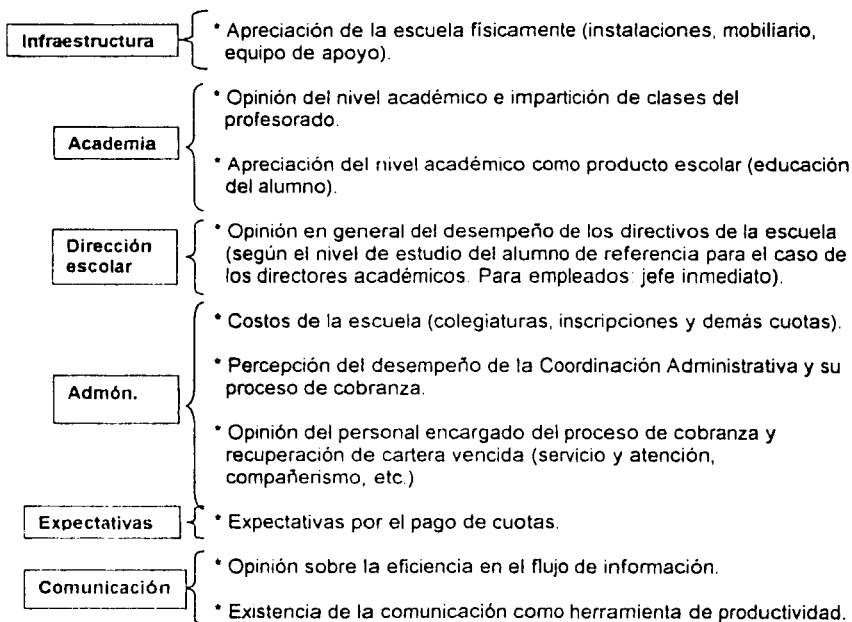 Infraestructura
* Apreciación de la escuela físicamente (instalaciones, mobiliario,
equipo de apoyo).
Academia
* Opinión del nivel académico e impartición de clases del
profesorado.
* Apreciación del nivel académico como producto escolar (educación
del alumno).
Dirección
escolar
* Opinión en general del desempeño de los directivos de la escuela
(según el nivel de estudio del alumno de referencia para el caso de
los directores académicos. Para empleados: jefe inmediato).
Admón.
* Costos de la escuela (colegiaturas, inscripciones y demás cuotas).
* Percepción del desempeño de la Coordinación Administrativa y su
proceso de cobranza.
* Opinión del personal encargado del proceso de cobranza y
recuperación de cartera vencida (servicio y atención,
compañerismo, etc.)
Expectativas
* Expectativas por el pago de cuotas.
Comunicación
* Opinión sobre la eficiencia en el flujo de información.
* Existencia de la comunicación como herramienta de productividad.